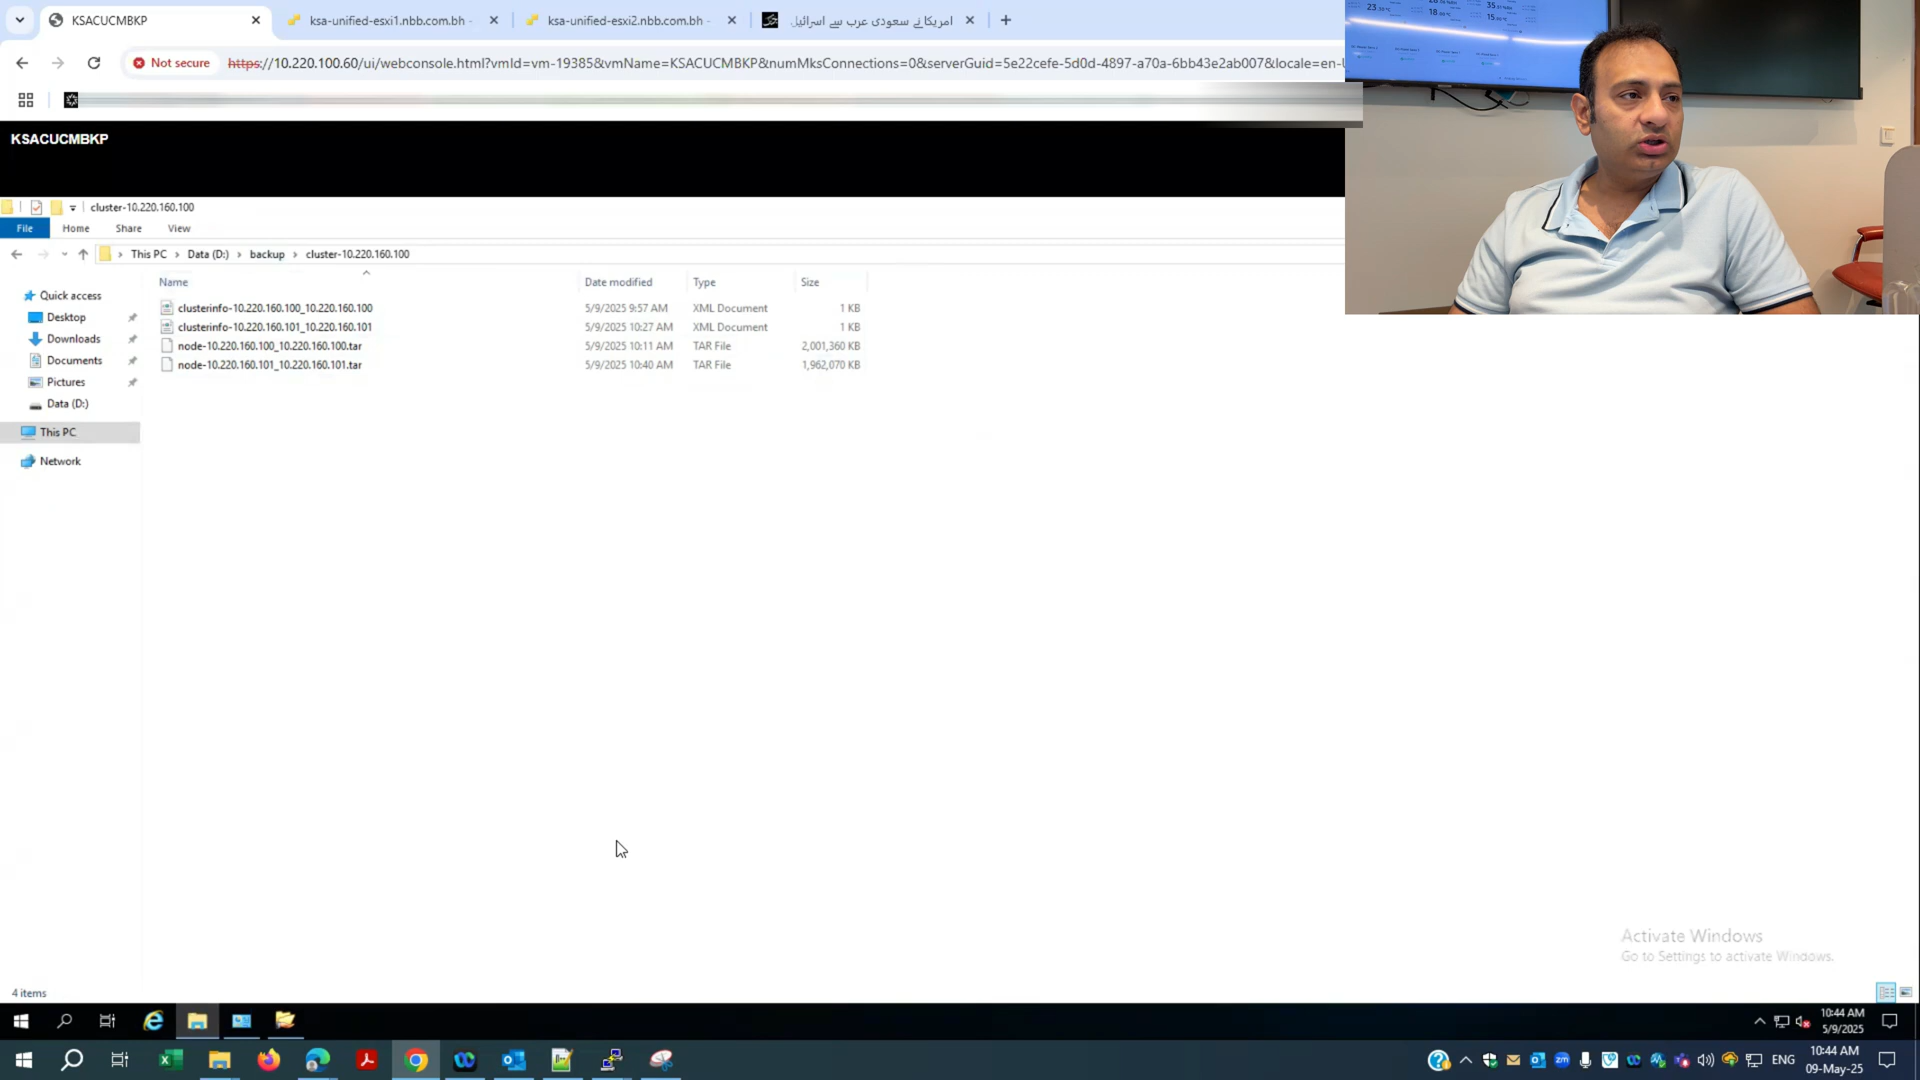 KSACUCMBKP
ksa-unified-esxi1.nbb.com.bh -
ksa-unified-esxi2.nbb.com.bh -
امریکا نے سعودی عرب سے اسرائیل
Not secure
https://10.220.100.60/ui/webconsole.html?vmId=vm-19385&vmName=KSACUCMBKP&numMksConnections=0&serverGuid=5e22cefe-5d0d-4897-a70a-6bb43e2ab007&locale=en-
KSACUCMBKP
cluster-10.220.160.100
File Home Share View
This PC > Data (D:) > backup > cluster-10.220.160.100
Name Date modified Type Size
Quick access
Desktop
Downloads
Documents
Pictures
Data (D:)
This PC
Network
clusterinfo-10.220.160.100_10.220.160.100 5/9/2025 9:57 AM XML Document 1 KB
clusterinfo-10.220.160.101_10.220.160.101 5/9/2025 10:27 AM XML Document 1 KB
node-10.220.160.100_10.220.160.100.tar 5/9/2025 10:11 AM TAR File 2,001,360 KB
node-10.220.160.101_10.220.160.101.tar 5/9/2025 10:40 AM TAR File 1,962,070 KB
Activate Windows
Go to Settings to activate Windows.
4 items
10:44 AM
5/9/2025
ENG
10:44 AM
09-May-25